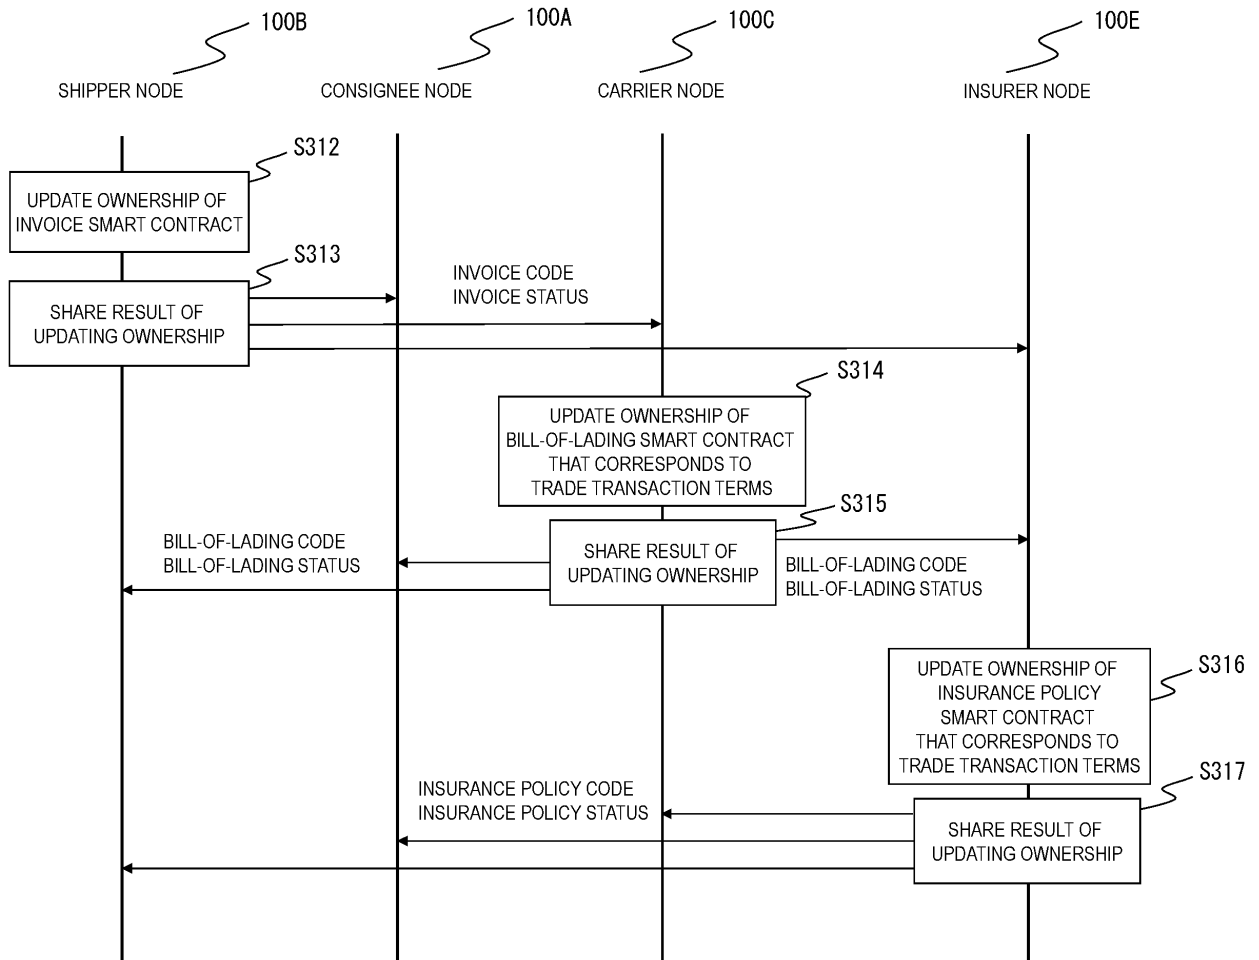 100B
100A
100C
100E
SHIPPER NODE
CONSIGNEE NODE
CARRIER NODE
INSURER NODE
S312
UPDATE OWNERSHIP OF
INVOICE SMART CONTRACT
S313
SHARE RESULT OF
UPDATING OWNERSHIP
INVOICE CODE
INVOICE STATUS
S314
UPDATE OWNERSHIP OF
BILL-OF-LADING SMART CONTRACT
THAT CORRESPONDS TO
TRADE TRANSACTION TERMS
S315
SHARE RESULT OF
UPDATING OWNERSHIP
BILL-OF-LADING CODE
BILL-OF-LADING STATUS
BILL-OF-LADING CODE
BILL-OF-LADING STATUS
S316
UPDATE OWNERSHIP OF
INSURANCE POLICY
SMART CONTRACT
THAT CORRESPONDS TO
TRADE TRANSACTION TERMS
S317
INSURANCE POLICY CODE
INSURANCE POLICY STATUS
SHARE RESULT OF
UPDATING OWNERSHIP